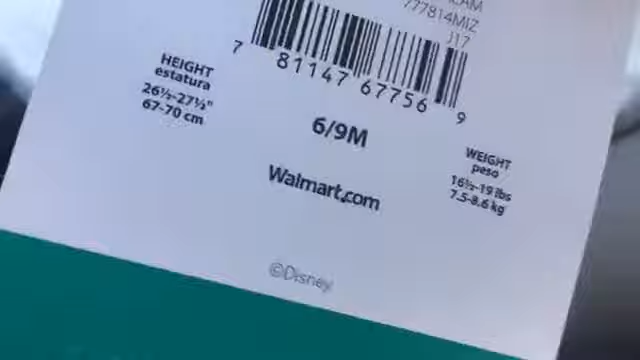 777814MIZ
J17
7 81147 67756 9
HEIGHT
estatura
26½-27½"
67-70 cm
6/9M
WEIGHT
peso
16½-19 lbs
7.5-8.6 kg
Walmart.com
©Disney